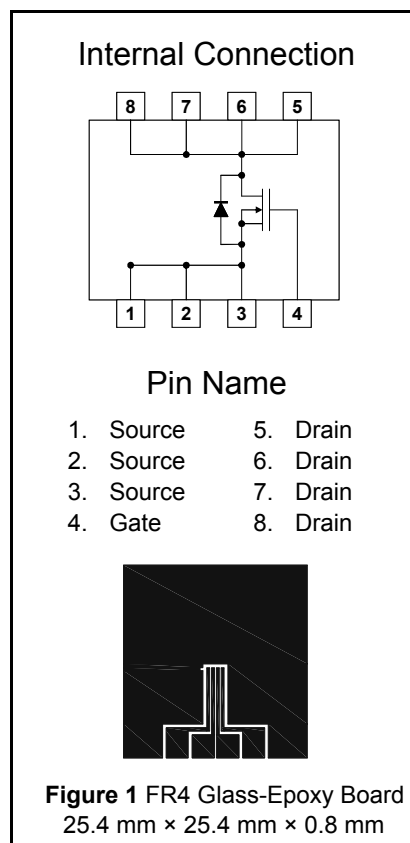 Internal Connection
8 7 6 5
1 2 3 4
Pin Name
1. Source 5. Drain
2. Source 6. Drain
3. Source 7. Drain
4. Gate 8. Drain
Figure 1 FR4 Glass-Epoxy Board
25.4 mm × 25.4 mm × 0.8 mm